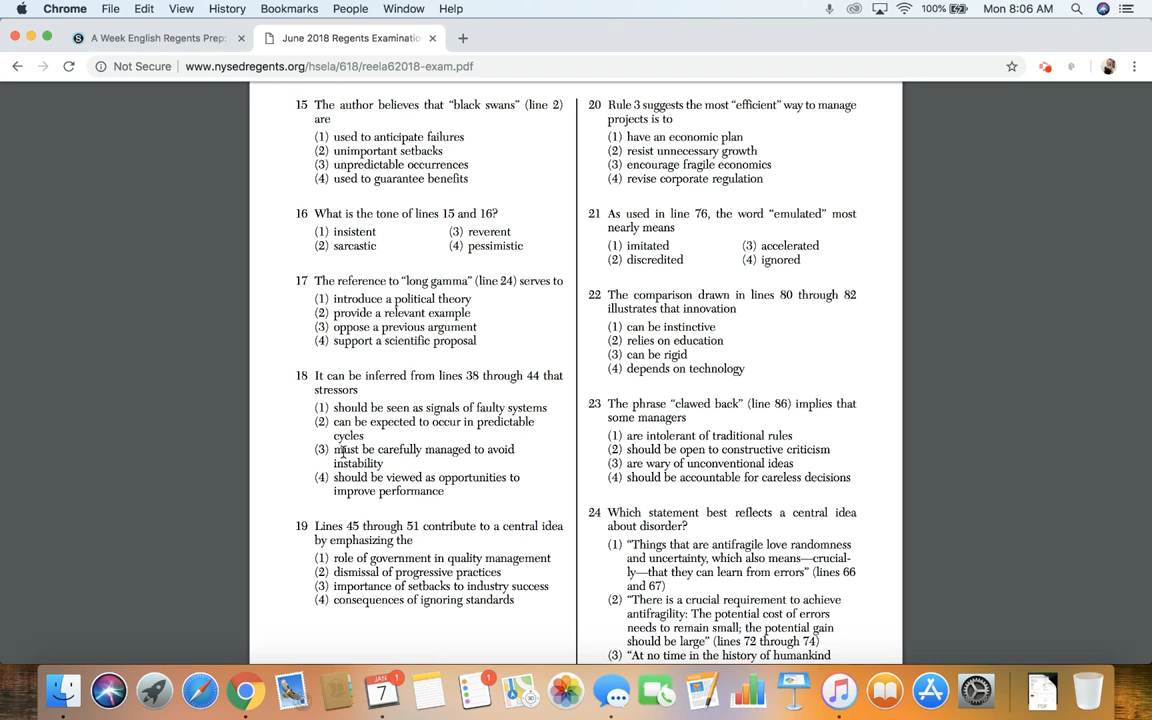 Chrome File Edit View History Bookmarks People Window Help 100% Mon 8:06 AM
A Week English Regents Prep:
June 2018 Regents Examinatio
Not Secure www.nysedregents.org/hsela/618/reela62018-exam.pdf
15 The author believes that “black swans” (line 2)
are
(1) used to anticipate failures
(2) unimportant setbacks
(3) unpredictable occurrences
(4) used to guarantee benefits
16 What is the tone of lines 15 and 16?
(1) insistent (3) reverent
(2) sarcastic (4) pessimistic
17 The reference to “long gamma” (line 24) serves to
(1) introduce a political theory
(2) provide a relevant example
(3) oppose a previous argument
(4) support a scientific proposal
18 It can be inferred from lines 38 through 44 that
stressors
(1) should be seen as signals of faulty systems
(2) can be expected to occur in predictable
cycles
(3) must be carefully managed to avoid
instability
(4) should be viewed as opportunities to
improve performance
19 Lines 45 through 51 contribute to a central idea
by emphasizing the
(1) role of government in quality management
(2) dismissal of progressive practices
(3) importance of setbacks to industry success
(4) consequences of ignoring standards
20 Rule 3 suggests the most “efficient” way to manage
projects is to
(1) have an economic plan
(2) resist unnecessary growth
(3) encourage fragile economics
(4) revise corporate regulation
21 As used in line 76, the word “emulated” most
nearly means
(1) imitated (3) accelerated
(2) discredited (4) ignored
22 The comparison drawn in lines 80 through 82
illustrates that innovation
(1) can be instinctive
(2) relies on education
(3) can be rigid
(4) depends on technology
23 The phrase “clawed back” (line 86) implies that
some managers
(1) are intolerant of traditional rules
(2) should be open to constructive criticism
(3) are wary of unconventional ideas
(4) should be accountable for careless decisions
24 Which statement best reflects a central idea
about disorder?
(1) “Things that are antifragile love randomness
and uncertainty, which also means—crucial-
ly—that they can learn from errors” (lines 66
and 67)
(2) “There is a crucial requirement to achieve
antifragility: The potential cost of errors
needs to remain small; the potential gain
should be large” (lines 72 through 74)
(3) “At no time in the history of humankind
JAN
7
1
1
PDF